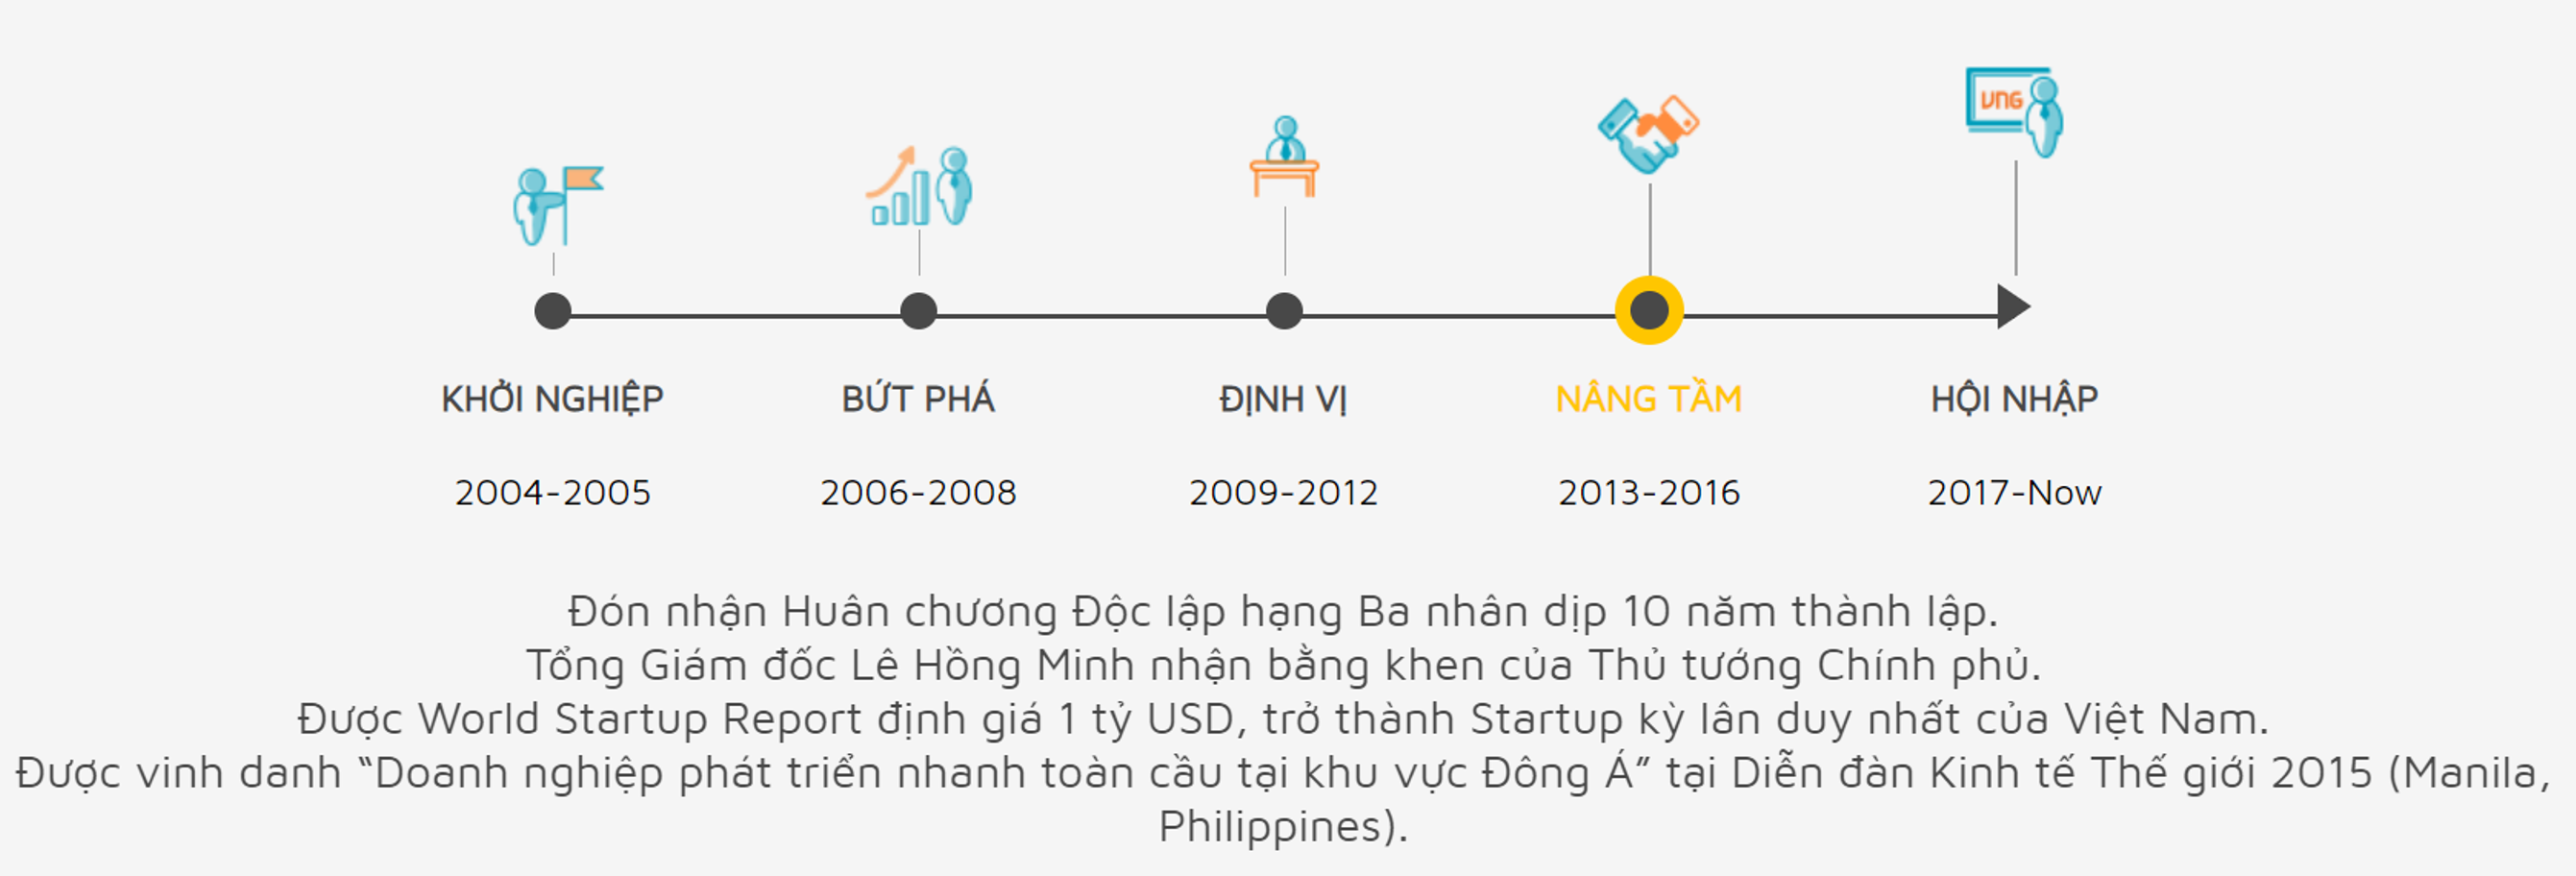 VNG
KHỞI NGHIỆP
BỨT PHÁ
ĐỊNH VỊ
NÂNG TẦM
HỘI NHẬP
2004-2005
2006-2008
2009-2012
2013-2016
2017-Now
Đón nhận Huân chương Độc lập hạng Ba nhân dịp 10 năm thành lập.
Tổng Giám đốc Lê Hồng Minh nhận bằng khen của Thủ tướng Chính phủ.
Được World Startup Report định giá 1 tỷ USD, trở thành Startup kỳ lân duy nhất của Việt Nam.
Được vinh danh “Doanh nghiệp phát triển nhanh toàn cầu tại khu vực Đông Á” tại Diễn đàn Kinh tế Thế giới 2015 (Manila,
Philippines).